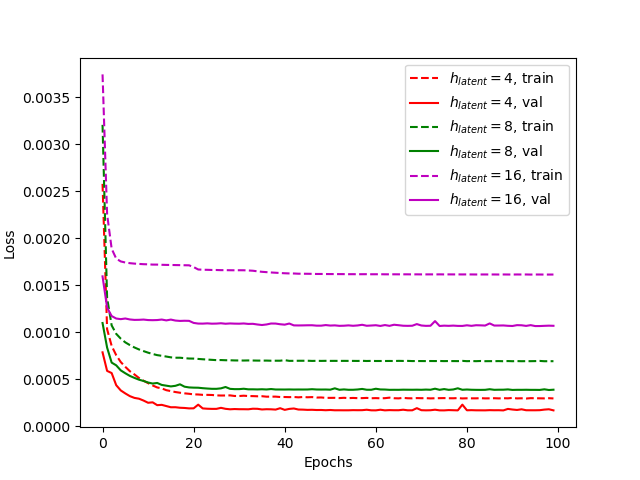 0.0035
0.0030
0.0025
0.0020
0.0015
0.0010
0.0005
0.0000
Loss
0 20 40 60 80 100
Epochs
h_latent = 4, train
h_latent = 4, val
h_latent = 8, train
h_latent = 8, val
h_latent = 16, train
h_latent = 16, val